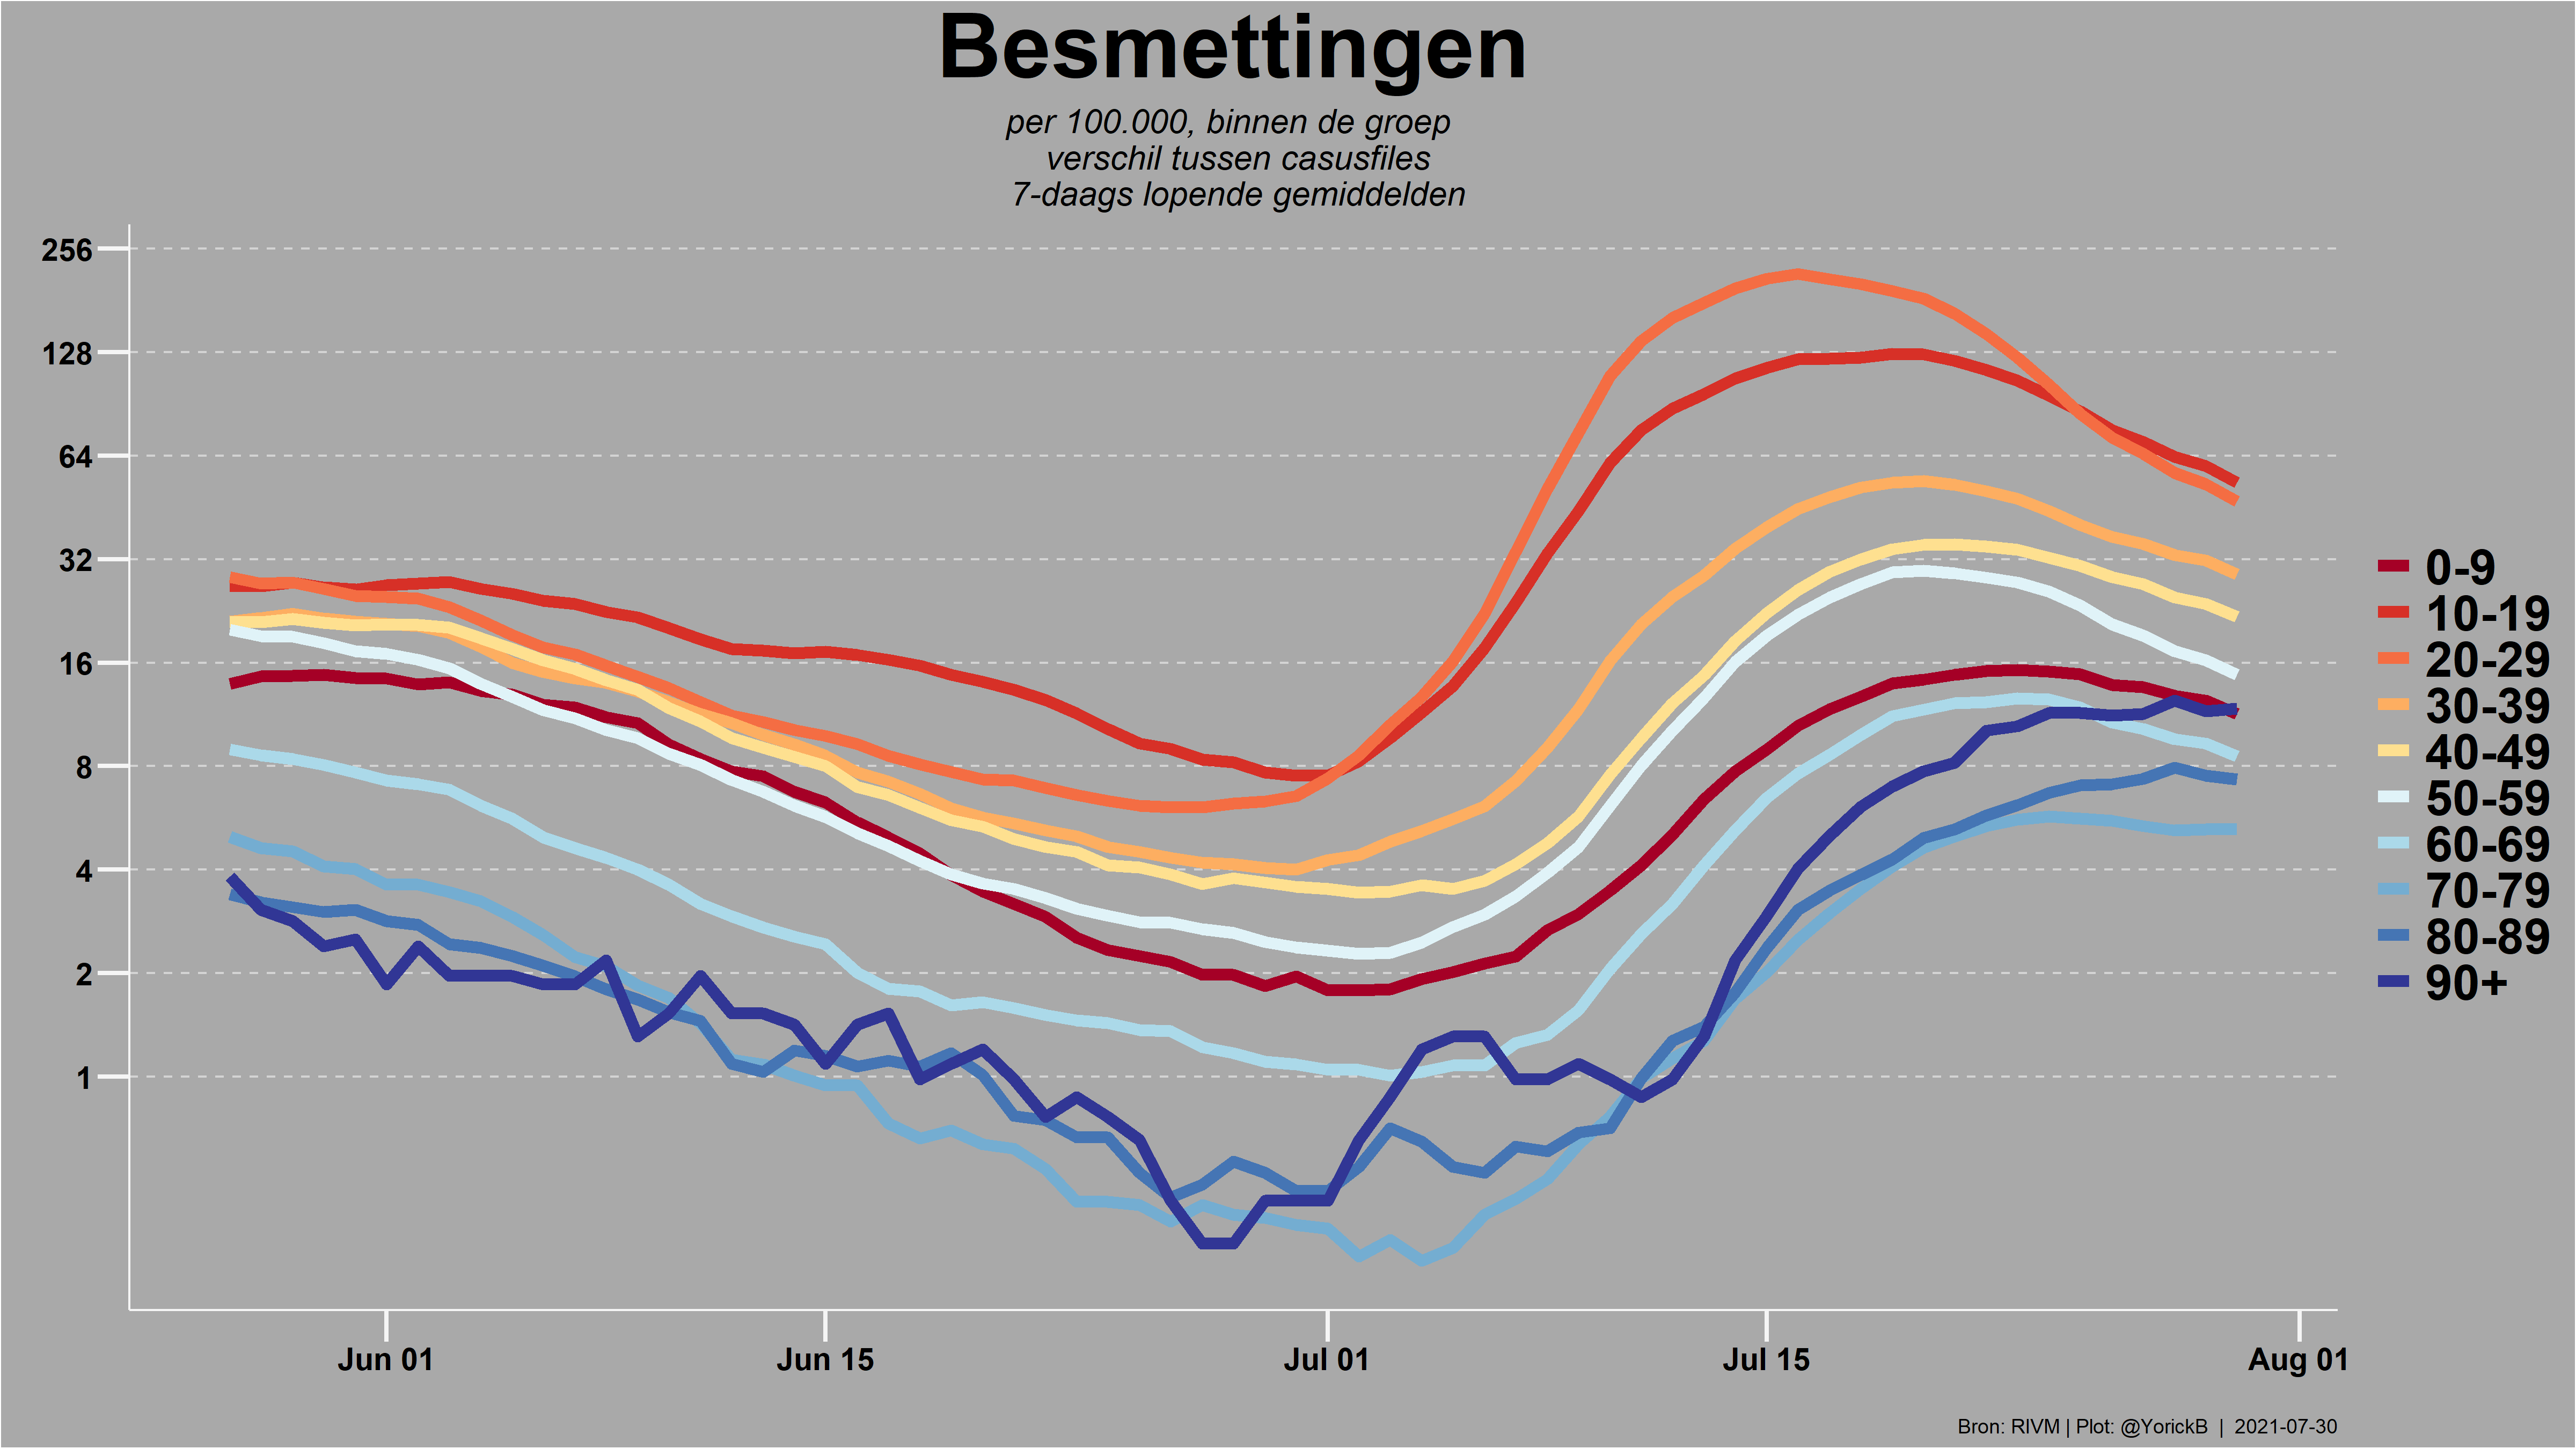 Besmettingen
per 100.000, binnen de groep
verschil tussen casusfiles
7-daags lopende gemiddelden
256
128
64
32
16
8
4
2
1
0-9
10-19
20-29
30-39
40-49
50-59
60-69
70-79
80-89
90+
Jun 01
Jun 15
Jul 01
Jul 15
Aug 01
Bron: RIVM | Plot: @YorickB | 2021-07-30